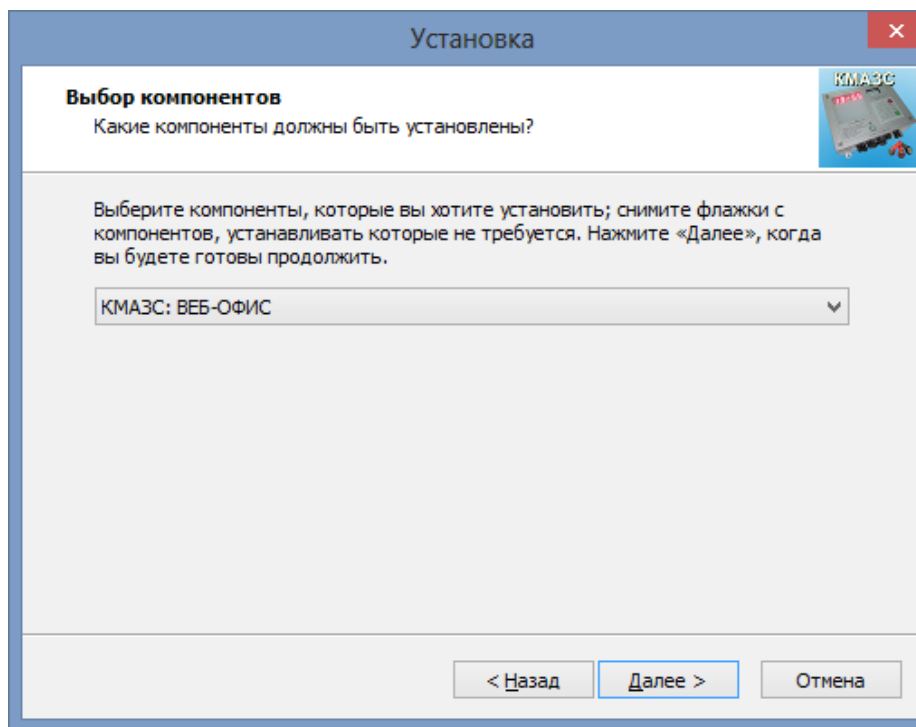 Установка
Выбор компонентов
Какие компоненты должны быть установлены?
КМАЗС
Выберите компоненты, которые вы хотите установить; снимите флажки с
компонентов, устанавливать которые не требуется. Нажмите «Далее», когда
вы будете готовы продолжить.
КМАЗС: ВЕБ-ОФИС
< Назад
Далее >
Отмена